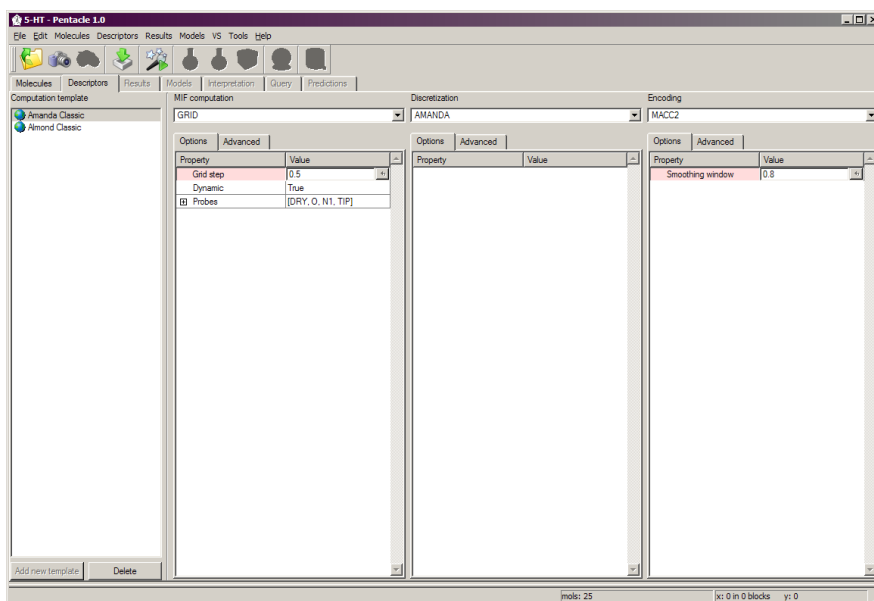 5-HT - Pentacle 1.0
File Edit Molecules Descriptors Results Models VS Tools Help
Molecules Descriptors Results Models Interpretation Query Predictions
Computation template MIF computation Discretization Encoding
Amanda Classic GRID AMANDA MACC2
Almond Classic
Options Advanced Options Advanced Options Advanced
Property Value Property Value Property Value
Grid step 0.5 Smoothing window 0.8
Dynamic True
Probes [DRY, O, N1, TIP]
Add new template Delete
mols: 25 x: 0 in 0 blocks y: 0